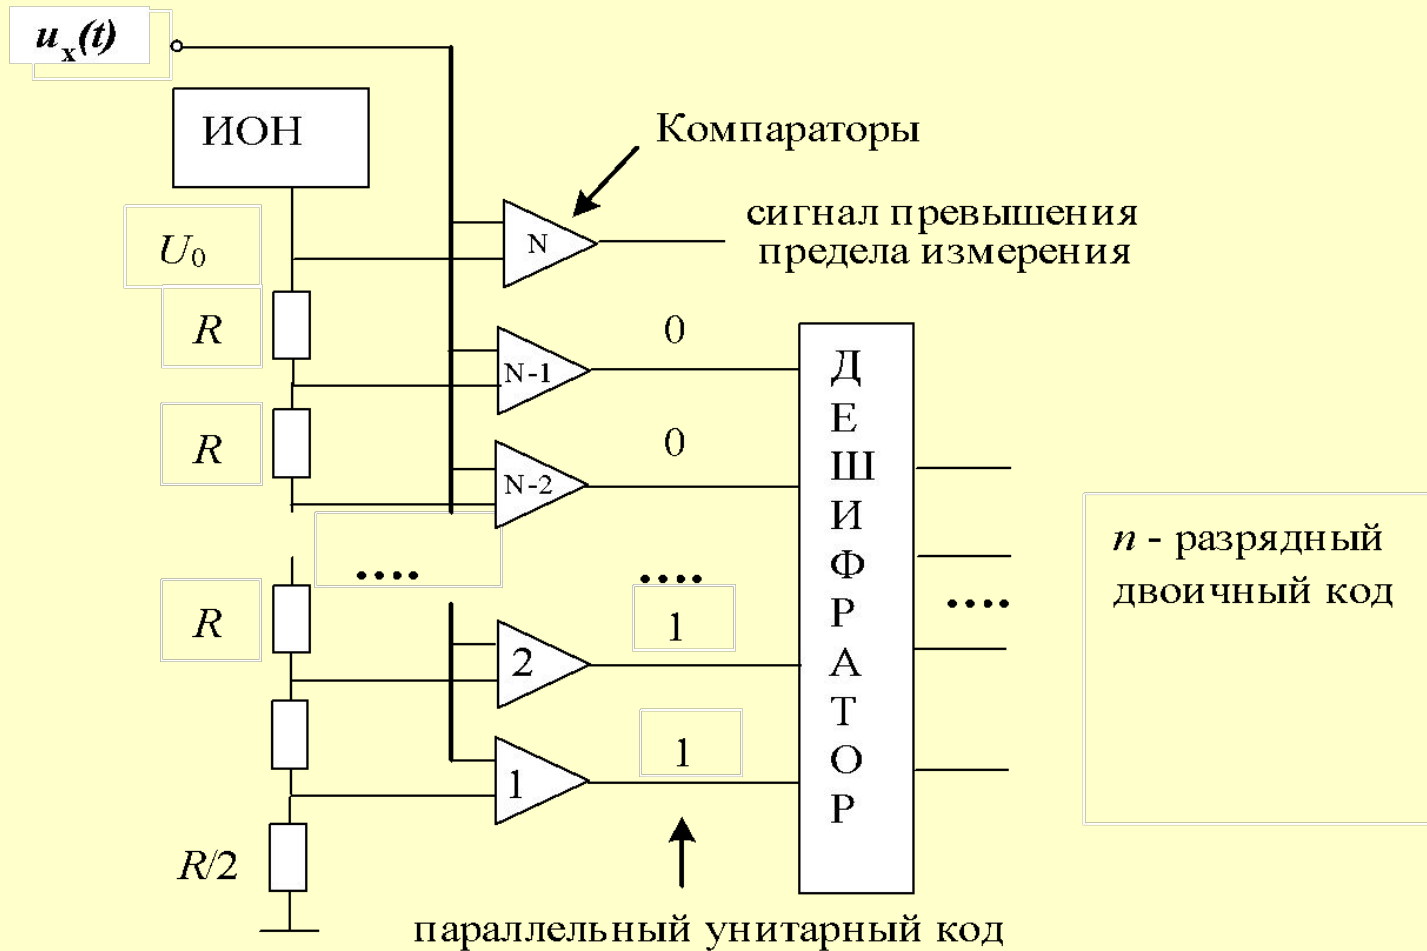 uₓ(t)
ИОН
Компараторы
сигнал превышения
предела измерения
U₀
N
R
0
N-1
R
0
N-2
....
....
R
1
2
1
1
R/2
ДЕШИФРАТОР
....
n - разрядный
двоичный код
параллельный унитарный код